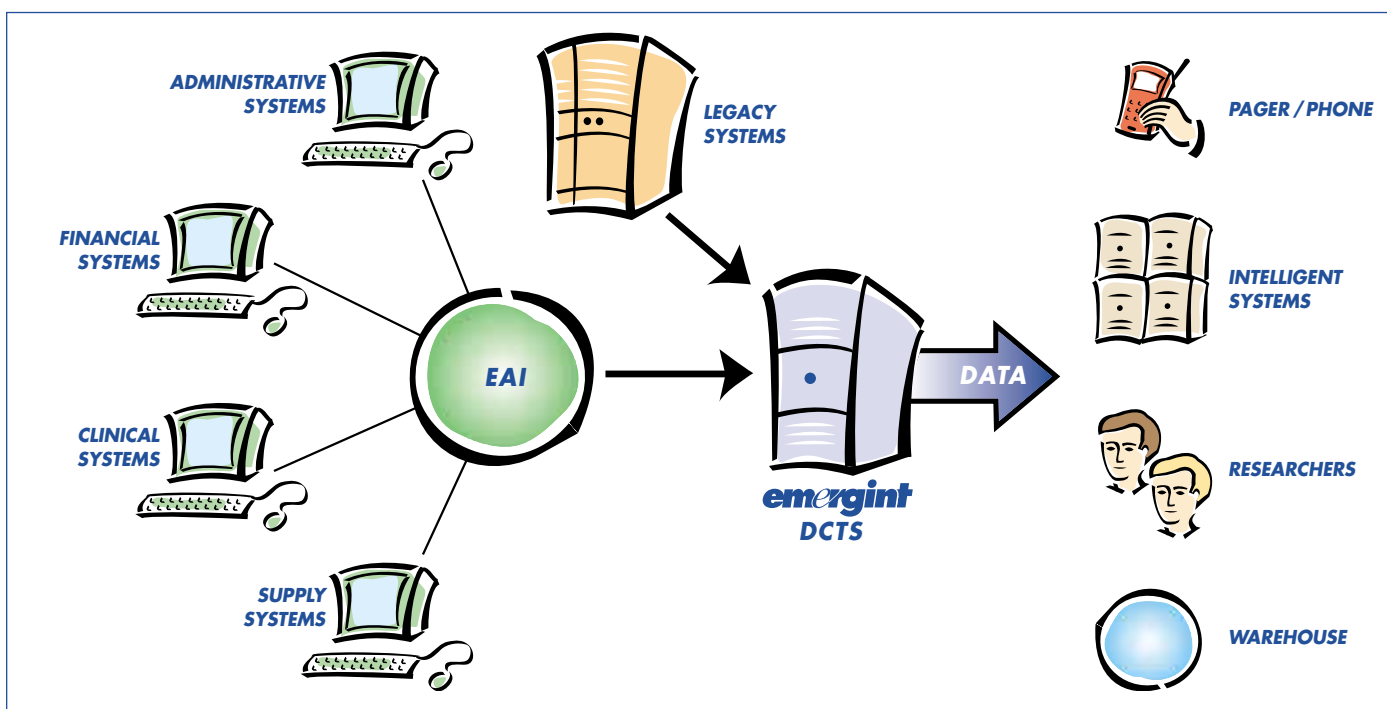 ADMINISTRATIVE
SYSTEMS
LEGACY
SYSTEMS
PAGER / PHONE
FINANCIAL
SYSTEMS
INTELLIGENT
SYSTEMS
EAI
DATA
CLINICAL
SYSTEMS
RESEARCHERS
emergint
DCTS
SUPPLY
SYSTEMS
WAREHOUSE